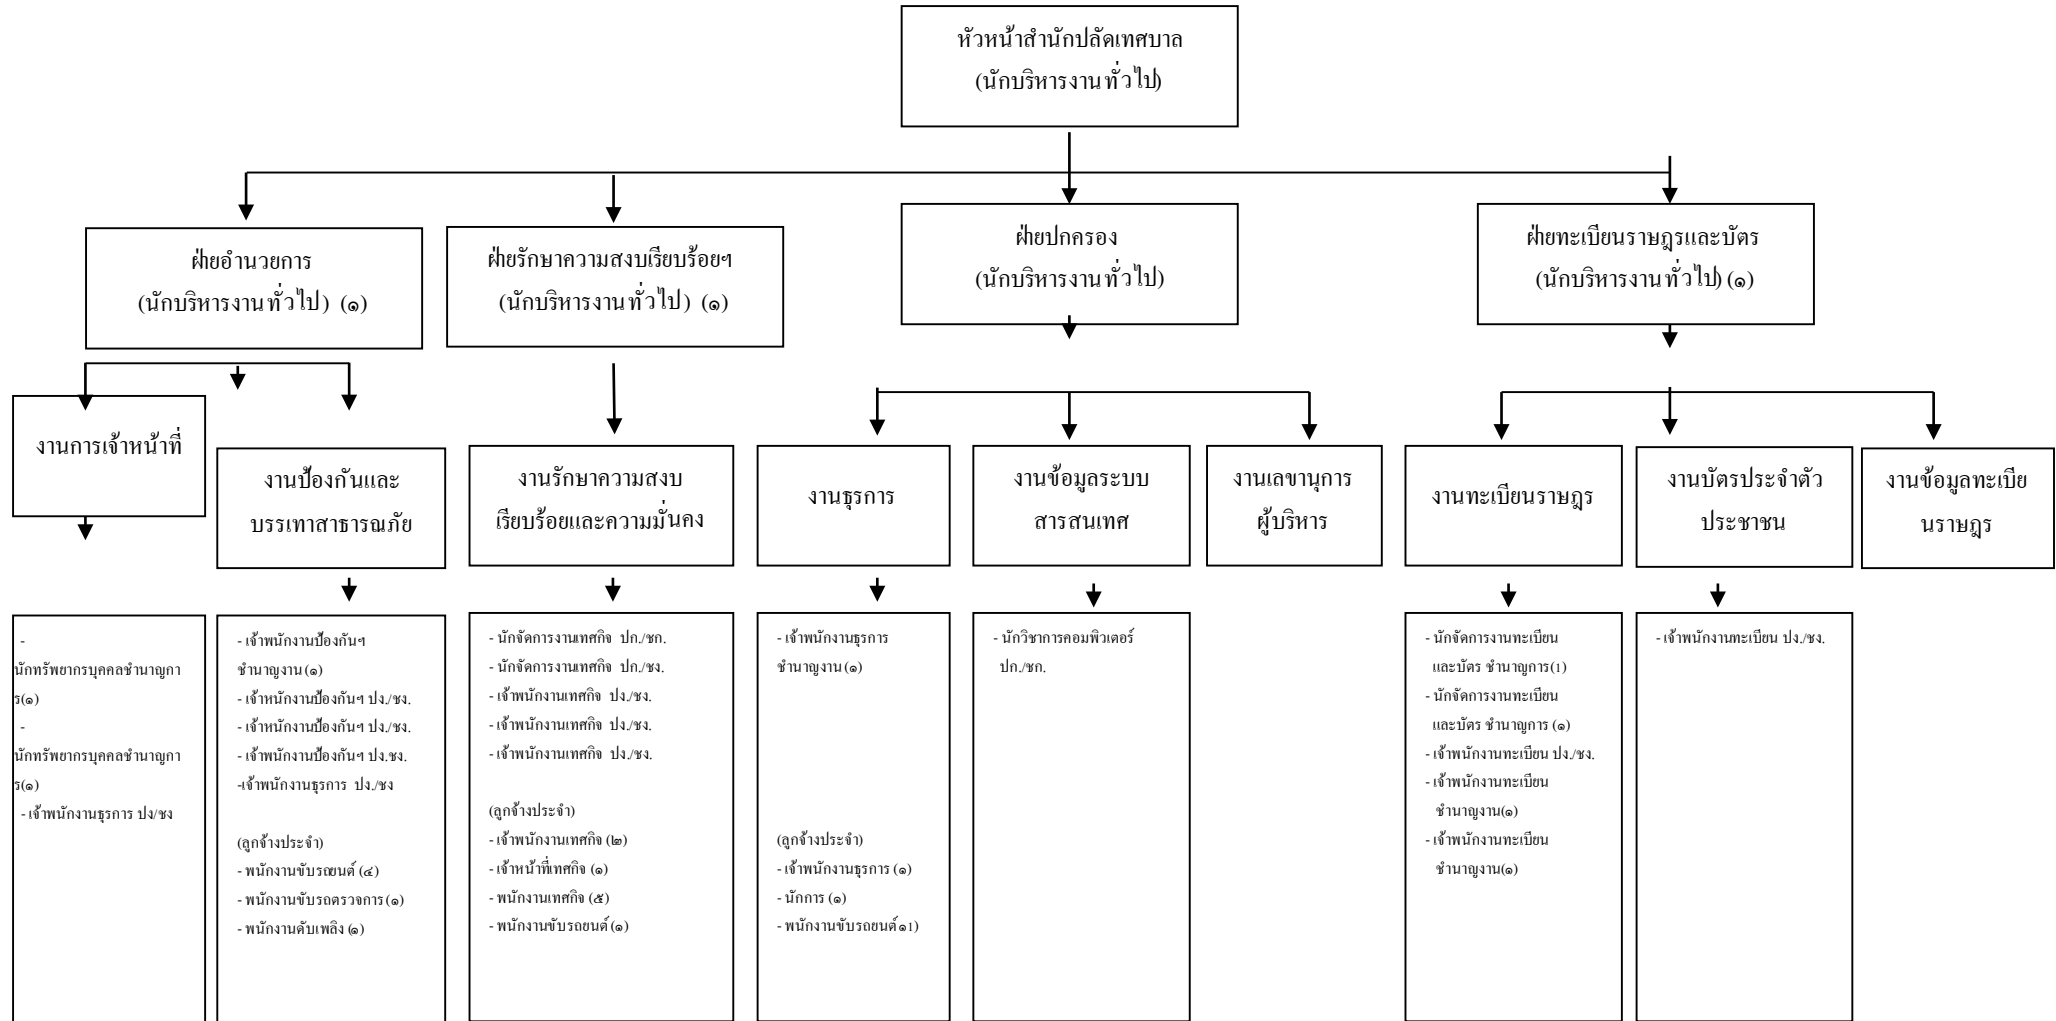 หัวหน้าสำนักปลัดเทศบาล
(นักบริหารงานทั่วไป)
ฝ่ายอำนวยการ
(นักบริหารงานทั่วไป) (๑)
ฝ่ายรักษาความสงบเรียบร้อยฯ
(นักบริหารงานทั่วไป) (๑)
ฝ่ายปกครอง
(นักบริหารงานทั่วไป)
ฝ่ายทะเบียนราษฎรและบัตร
(นักบริหารงานทั่วไป) (๑)
งานการเจ้าหน้าที่
งานป้องกันและ
บรรเทาสาธารณภัย
งานรักษาความสงบ
เรียบร้อยและความมั่นคง
งานธุรการ
งานข้อมูลระบบ
สารสนเทศ
งานเลขานุการ
ผู้บริหาร
งานทะเบียนราษฎร
งานบัตรประจำตัว
ประชาชน
งานข้อมูลทะเบีย
นราษฎร
-
นักทรัพยากรบุคคลชำนาญกา
ร(๑)
-
นักทรัพยากรบุคคลชำนาญกา
ร(๑)
- เจ้าพนักงานธุรการ ปง/ชง
- เจ้าพนักงานป้องกันฯ
ชำนาญงาน (๑)
- เจ้าหนักงานป้องกันฯ ปง./ชง.
- เจ้าหนักงานป้องกันฯ ปง./ชง.
- เจ้าพนักงานป้องกันฯ ปง.ชง.
-เจ้าพนักงานธุรการ ปง./ชง
(ลูกจ้างประจำ)
- พนักงานขับรถยนต์ (๔)
- พนักงานขับรถตรวจการ (๑)
- พนักงานดับเพลิง (๑)
- นักจัดการงานเทศกิจ ปก./ชก.
- นักจัดการงานเทศกิจ ปก./ชง.
- เจ้าพนักงานเทศกิจ ปง./ชง.
- เจ้าพนักงานเทศกิจ ปง./ชง.
- เจ้าพนักงานเทศกิจ ปง./ชง.
(ลูกจ้างประจำ)
- เจ้าพนักงานเทศกิจ (๒)
- เจ้าหน้าที่เทศกิจ (๑)
- พนักงานเทศกิจ (๕)
- พนักงานขับรถยนต์ (๑)
- เจ้าพนักงานธุรการ
ชำนาญงาน (๑)
(ลูกจ้างประจำ)
- เจ้าพนักงานธุรการ (๑)
- นักการ (๑)
- พนักงานขับรถยนต์ ๑1)
- นักวิชาการคอมพิวเตอร์
ปก./ชก.
- นักจัดการงานทะเบียน
และบัตร ชำนาญการ(1)
- นักจัดการงานทะเบียน
และบัตร ชำนาญการ (๑)
- เจ้าพนักงานทะเบียน ปง./ชง.
- เจ้าพนักงานทะเบียน
ชำนาญงาน(๑)
- เจ้าพนักงานทะเบียน
ชำนาญงาน(๑)
- เจ้าพนักงานทะเบียน ปง./ชง.